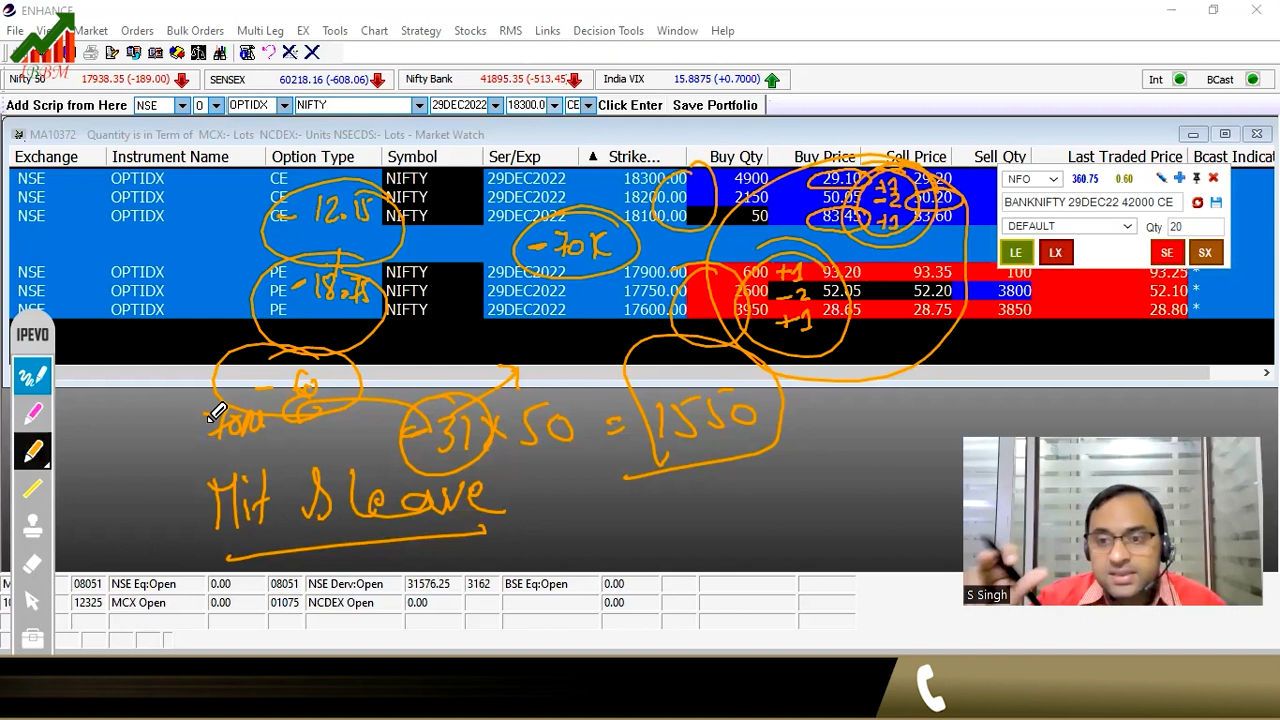 ENHANCE
File View Market Orders Bulk Orders Multi Leg EX Tools Chart Strategy Stocks RMS Links Decision Tools Window Help
IBBM
Nifty 50 17938.35 (-189.00) SENSEX 60218.16 (-608.06) Nifty Bank 41895.35 (-513.45) India VIX 15.8875 (+0.7000) Int BCast
Add Scrip from Here NSE 0 OPTIDX NIFTY 29DEC2022 18300.0 CE Click Enter Save Portfolio
MA10372 Quantity is in Term of MCX:- Lots NCDEX:- Units NSECDS:- Lots - Market Watch
Exchange Instrument Name Option Type Symbol Ser/Exp Strike... Buy Qty Buy Price Sell Price Sell Qty Last Traded Price Bcast Indicat
NSE OPTIDX CE NIFTY 29DEC2022 18300.00 4900 29.10 29.20
NSE OPTIDX CE NIFTY 29DEC2022 18200.00 2150 50.05
NSE OPTIDX CE NIFTY 29DEC2022 18100.00 50 83.45 83.60
NSE OPTIDX PE NIFTY 29DEC2022 17900.00 600 93.20 93.35 100 93.25 *
NSE OPTIDX PE NIFTY 29DEC2022 17750.00 52.05 52.20 3800 52.10 *
NSE OPTIDX PE NIFTY 29DEC2022 17600.00 3950 28.65 28.75 3850 28.80 *
NFO 360.75 0.60
BANKNIFTY 29DEC22 42000 CE
DEFAULT Qty 20
LE LX SE SX
+1
-2
+1
- 12.15
-70K
- 18.75
+1
-2
+1
IPEVO
-31 x 50 = 1550
Hit & leave
S Singh
08051 NSE Eq:Open 0.00 08051 NSE Derv:Open 31576.25 3162 BSE Eq:Open 0.00
12325 MCX Open 0.00 01075 NCDEX Open 0.00 0.00